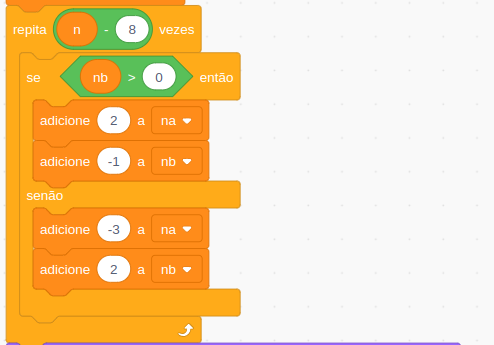 repita n - 8 vezes
se nb > 0 então
adicione 2 a na
adicione -1 a nb
senão
adicione -3 a na
adicione 2 a nb